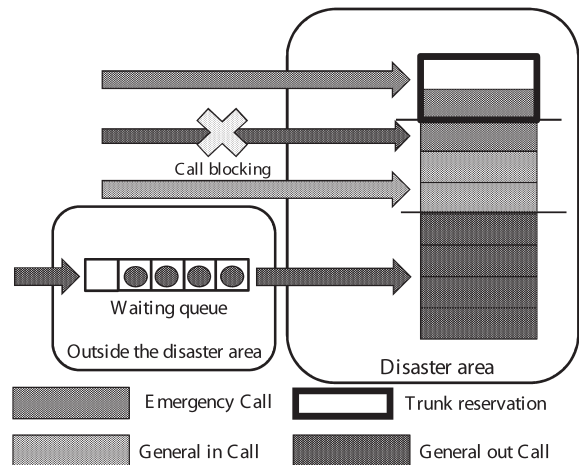 Call blocking
Waiting queue
Outside the disaster area
Disaster area
Emergency Call
Trunk reservation
General in Call
General out Call